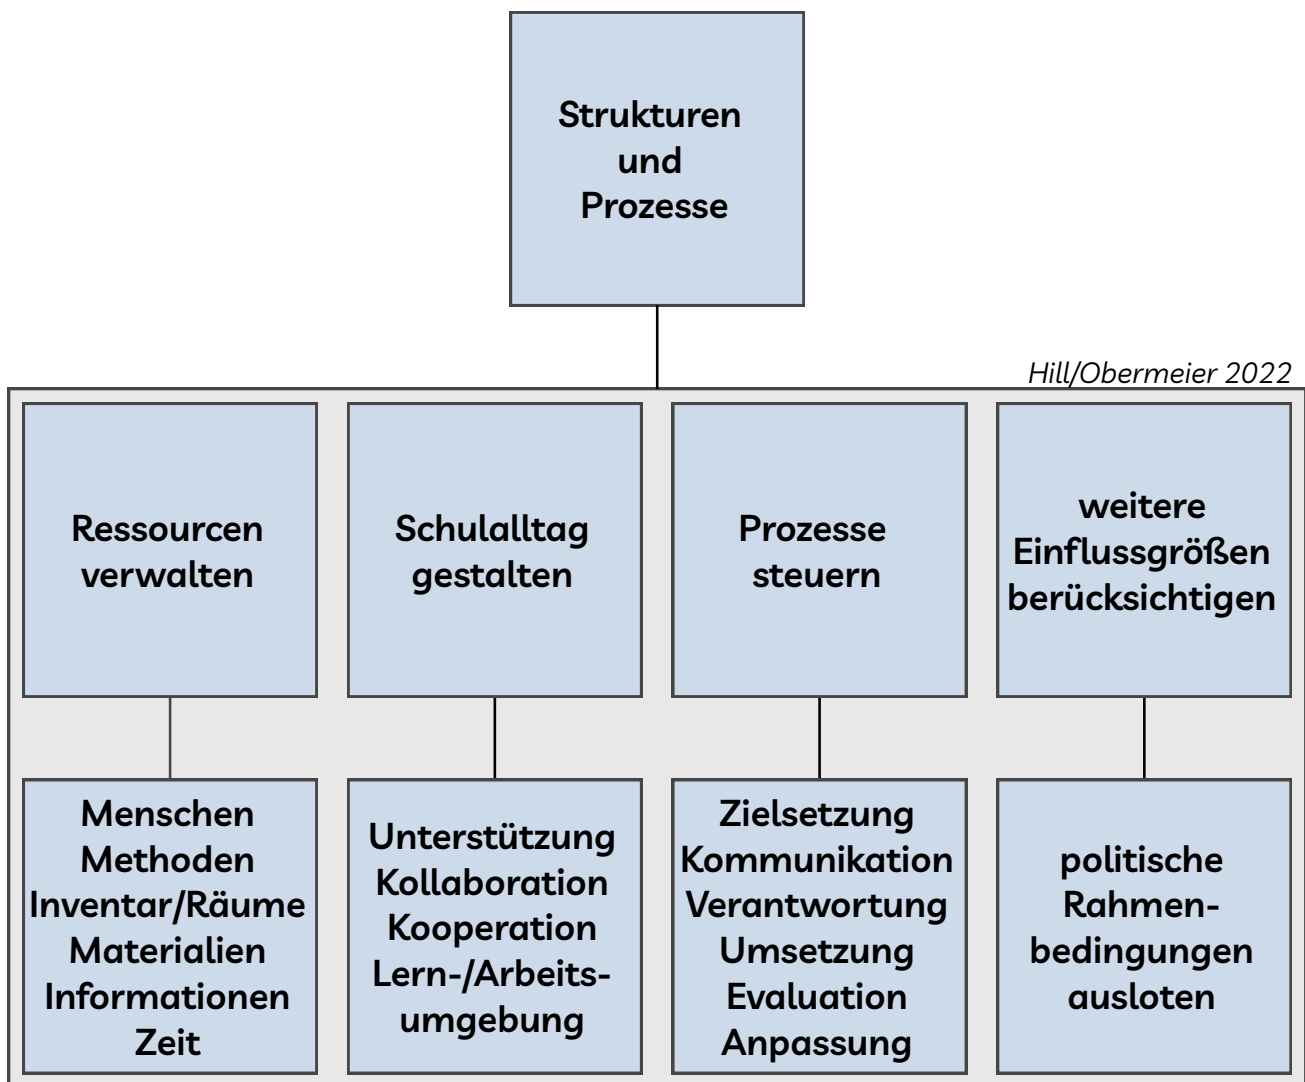 Strukturen
und
Prozesse
Hill/Obermeier 2022
Ressourcen
verwalten
Schulalltag
gestalten
Prozesse
steuern
weitere
Einflussgrößen
berücksichtigen
Menschen
Methoden
Inventar/Räume
Materialien
Informationen
Zeit
Unterstützung
Kollaboration
Kooperation
Lern-/Arbeits-
umgebung
Zielsetzung
Kommunikation
Verantwortung
Umsetzung
Evaluation
Anpassung
politische
Rahmen-
bedingungen
ausloten